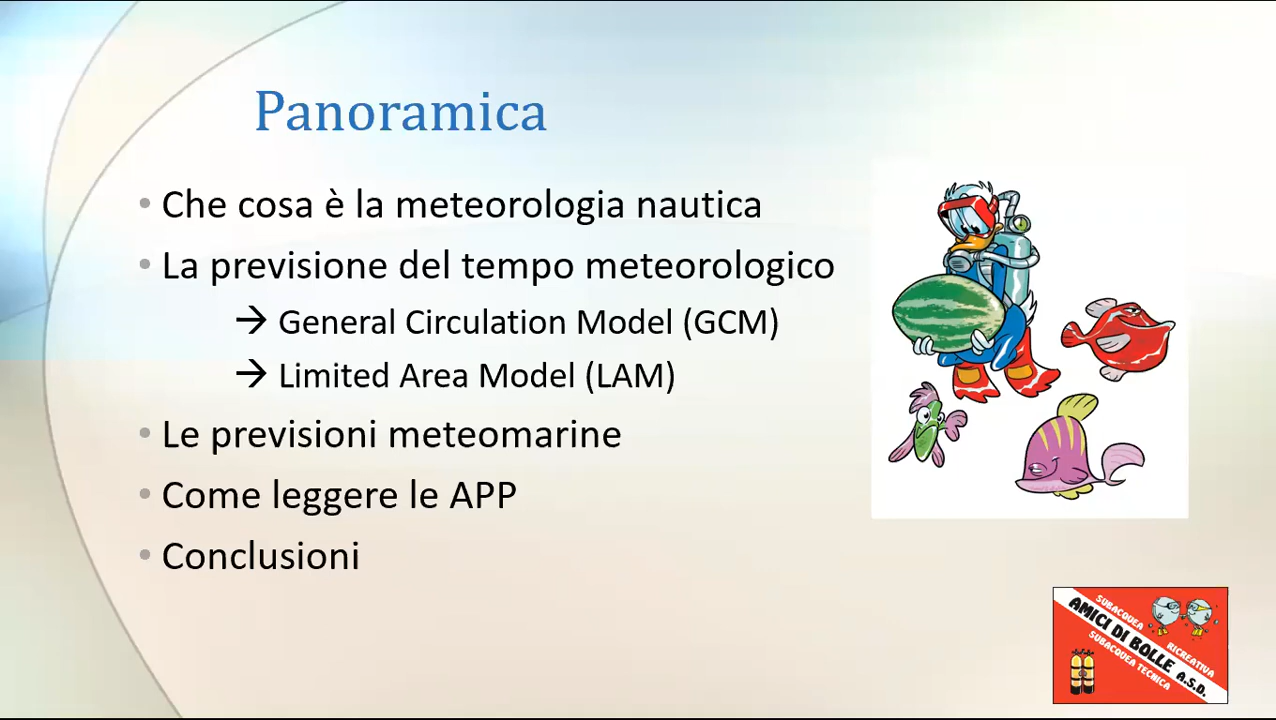 Panoramica
• Che cosa è la meteorologia nautica
• La previsione del tempo meteorologico
→ General Circulation Model (GCM)
→ Limited Area Model (LAM)
• Le previsioni meteomarine
• Come leggere le APP
• Conclusioni
SUBACQUEA RICREATIVA
AMICI DI BOLLE A.S.D.
SUBACQUEA TECNICA